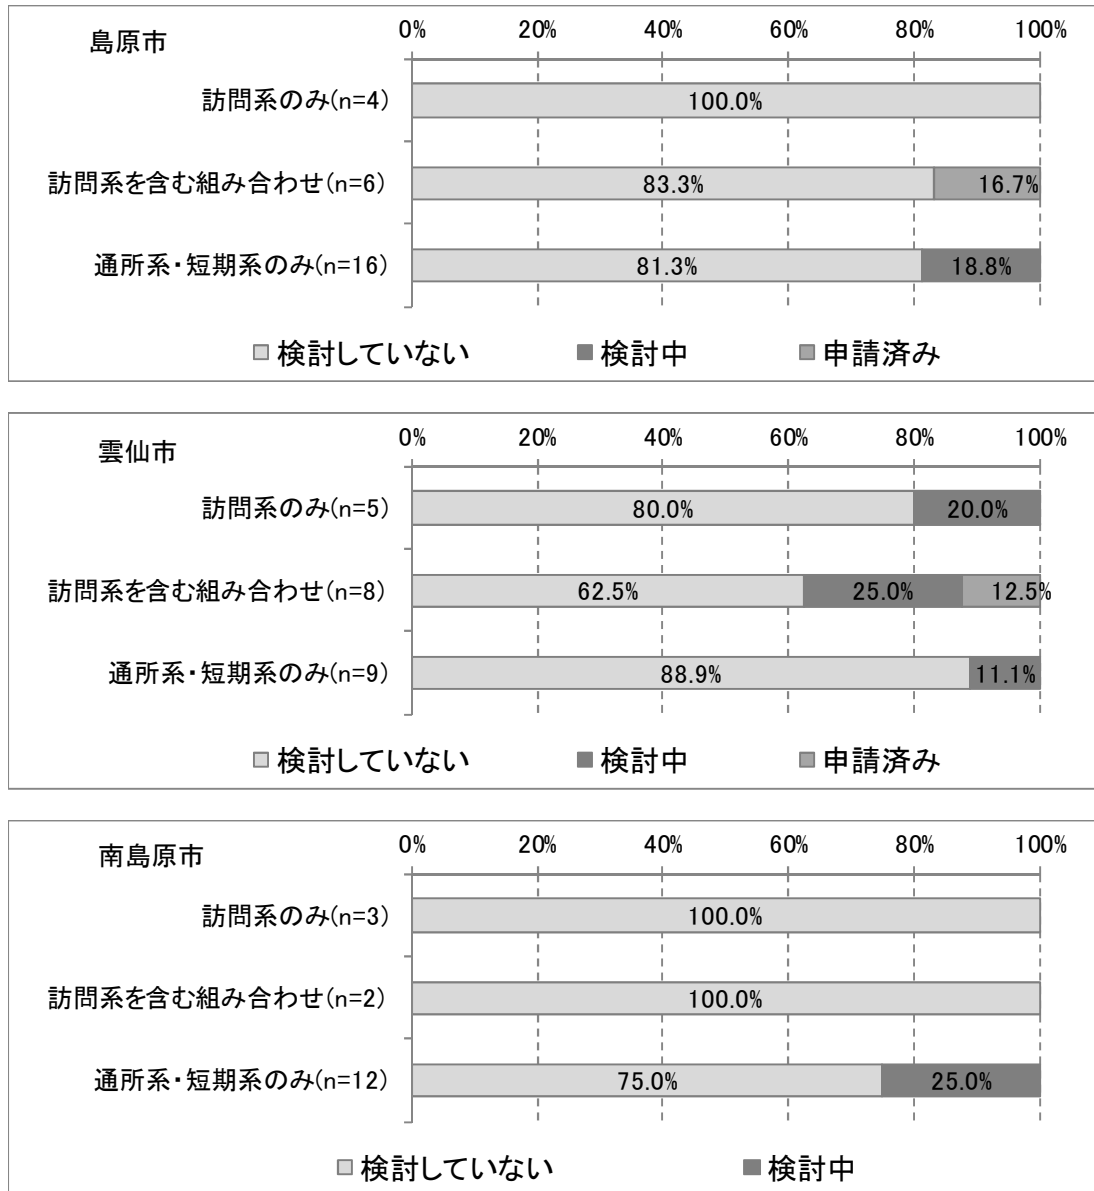 島原市
0% 20% 40% 60% 80% 100%
訪問系のみ(n=4) 100.0%
訪問系を含む組み合わせ(n=6) 83.3% 16.7%
通所系・短期系のみ(n=16) 81.3% 18.8%
検討していない 検討中 申請済み
雲仙市
0% 20% 40% 60% 80% 100%
訪問系のみ(n=5) 80.0% 20.0%
訪問系を含む組み合わせ(n=8) 62.5% 25.0% 12.5%
通所系・短期系のみ(n=9) 88.9% 11.1%
検討していない 検討中 申請済み
南島原市
0% 20% 40% 60% 80% 100%
訪問系のみ(n=3) 100.0%
訪問系を含む組み合わせ(n=2) 100.0%
通所系・短期系のみ(n=12) 75.0% 25.0%
検討していない 検討中